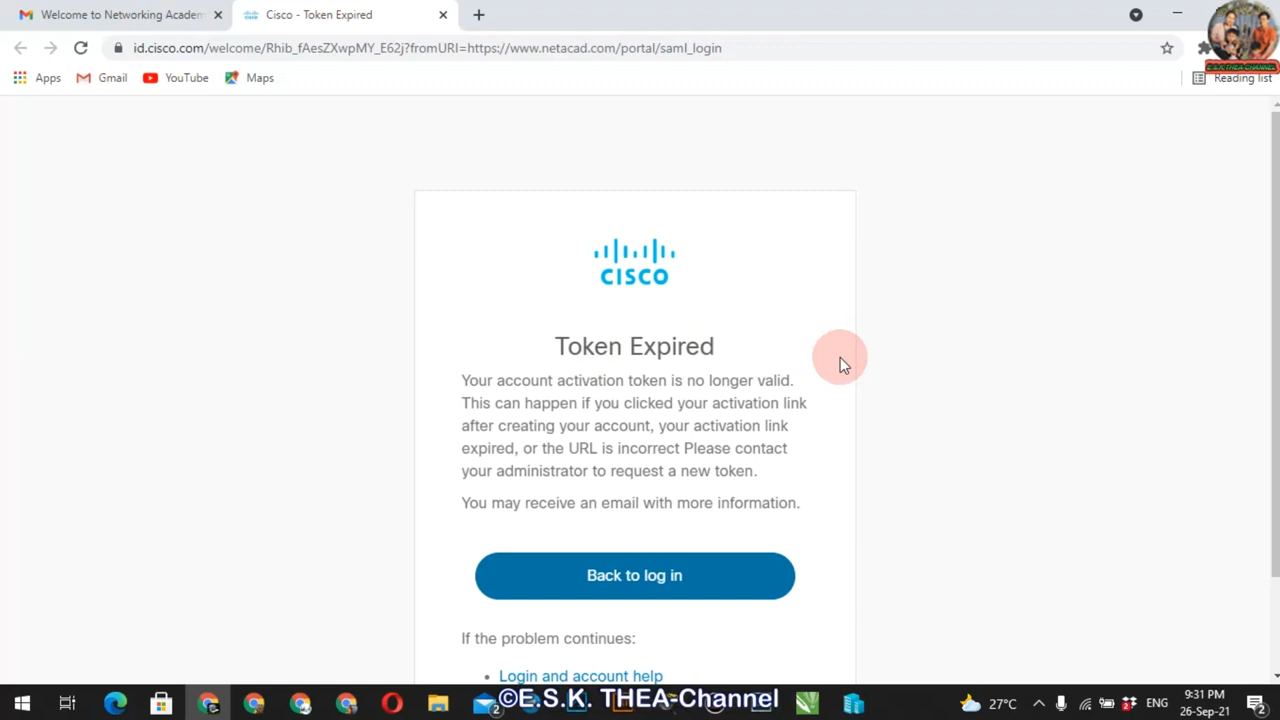 Welcome to Networking Academ
Cisco - Token Expired
id.cisco.com/welcome/Rhib_fAesZXwpMY_E62j?fromURI=https://www.netacad.com/portal/saml_login
Apps
Gmail
YouTube
Maps
E.S.K.THEA-CHANNEL
Reading list
CISCO
Token Expired
Your account activation token is no longer valid.
This can happen if you clicked your activation link
after creating your account, your activation link
expired, or the URL is incorrect Please contact
your administrator to request a new token.
You may receive an email with more information.
Back to log in
If the problem continues:
• Login and account help
©E.S.K. THEA-Channel
2
27°C
ENG
9:31 PM
26-Sep-21
2